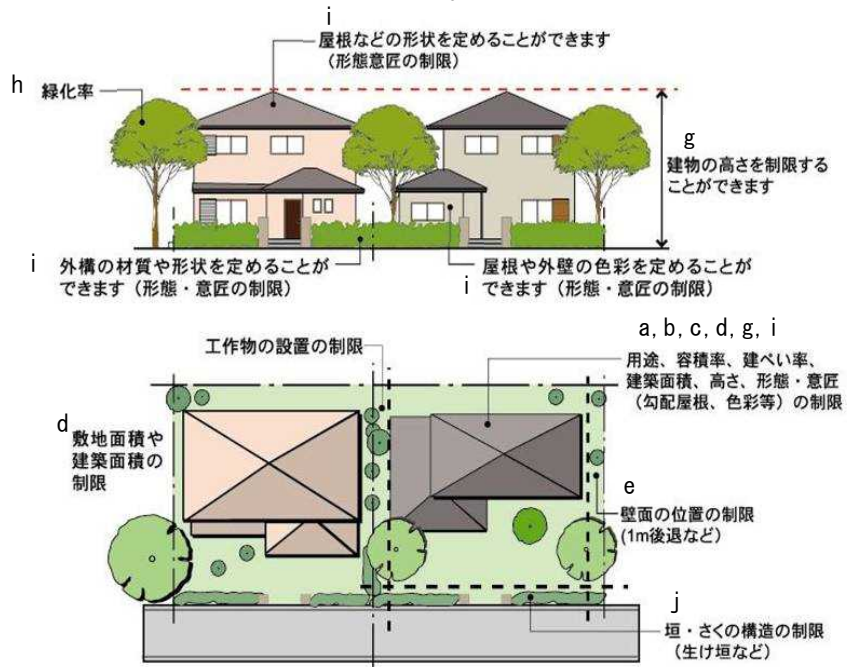 i
屋根などの形状を定めることができます
（形態意匠の制限）
h
緑化率
g
建物の高さを制限する
ことができます
i
外構の材質や形状を定めることが
できます（形態・意匠の制限）
i
屋根や外壁の色彩を定めることが
できます（形態・意匠の制限）
工作物の設置の制限
a, b, c, d, g, i
用途、容積率、建ぺい率、
建築面積、高さ、形態・意匠
（勾配屋根、色彩等）の制限
d
敷地面積や
建築面積の
制限
e
壁面の位置の制限
(1m後退など)
j
垣・さくの構造の制限
（生け垣など）